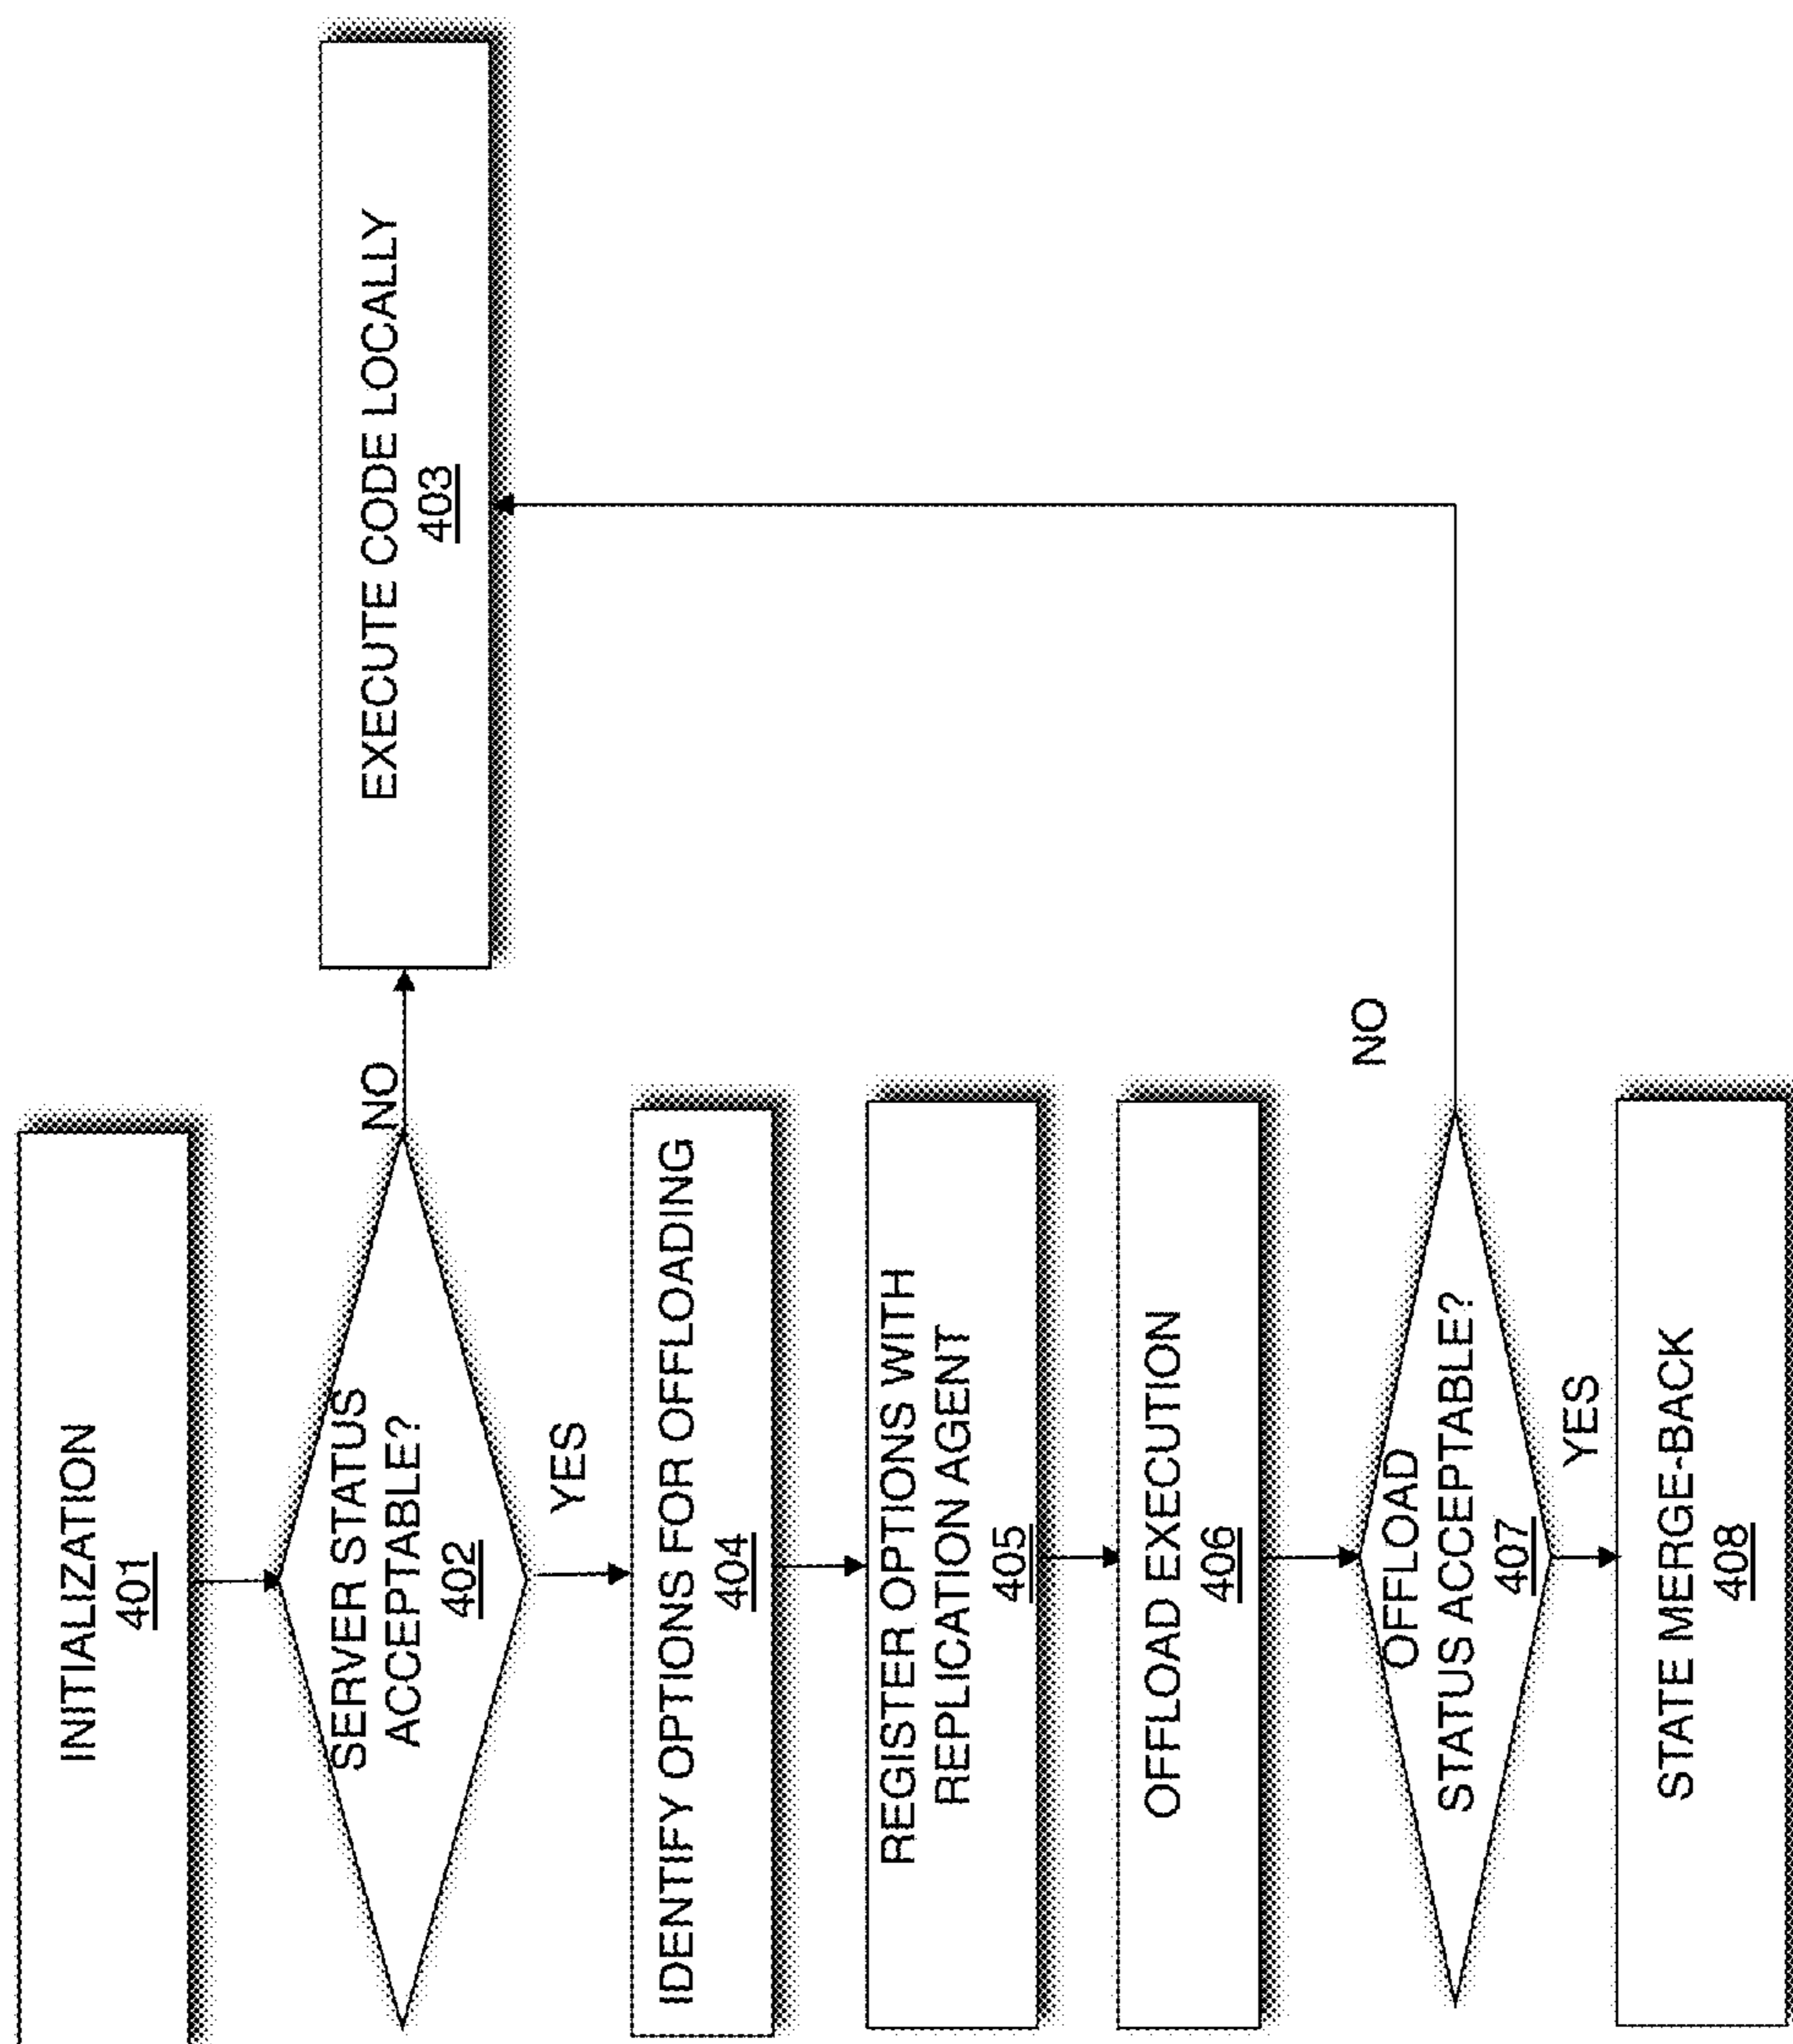 INITIALIZATION
401
SERVER STATUS
ACCEPTABLE?
402
NO
EXECUTE CODE LOCALLY
403
YES
IDENTIFY OPTIONS FOR OFFLOADING
404
REGISTER OPTIONS WITH
REPLICATION AGENT
405
OFFLOAD EXECUTION
406
OFFLOAD
STATUS ACCEPTABLE?
407
NO
YES
STATE MERGE-BACK
408